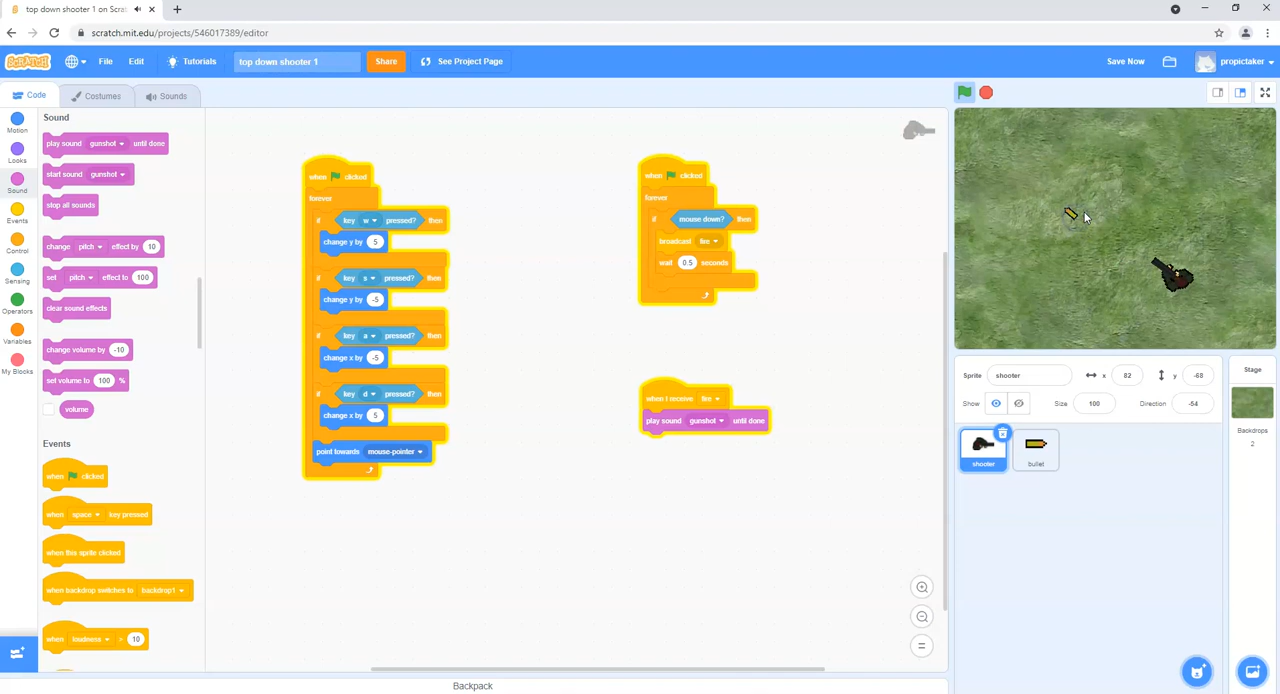 top down shooter 1 on Scrat
scratch.mit.edu/projects/546017389/editor
SCRATCH
File
Edit
Tutorials
top down shooter 1
Share
See Project Page
Save Now
propictaker
Code
Costumes
Sounds
Motion
Looks
Sound
Events
Control
Sensing
Operators
Variables
My Blocks
Sound
play sound gunshot until done
start sound gunshot
stop all sounds
change pitch effect by 10
set pitch effect to 100
clear sound effects
change volume by -10
set volume to 100 %
volume
Events
when clicked
when space key pressed
when this sprite clicked
when backdrop switches to backdrop1
when loudness > 10
when clicked
forever
if key w pressed? then
change y by 5
if key s pressed? then
change y by -5
if key a pressed? then
change x by -5
if key d pressed? then
change x by 5
point towards mouse-pointer
when clicked
forever
if mouse down? then
broadcast fire
wait 0.5 seconds
when I receive fire
play sound gunshot until done
Sprite shooter x 82 y -68
Show Size 100 Direction -54
shooter
bullet
Stage
Backdrops
2
Backpack